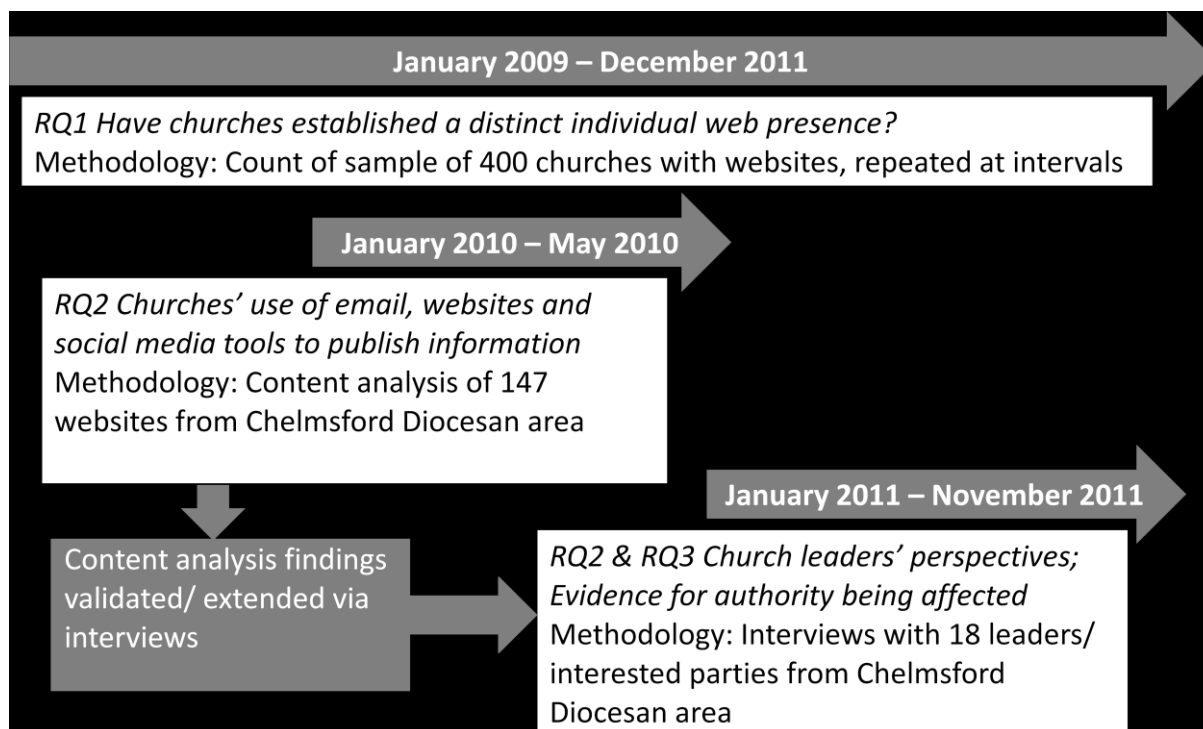 January 2009 – December 2011
RQ1 Have churches established a distinct individual web presence?
Methodology: Count of sample of 400 churches with websites, repeated at intervals
January 2010 – May 2010
RQ2 Churches’ use of email, websites and
social media tools to publish information
Methodology: Content analysis of 147
websites from Chelmsford Diocesan area
January 2011 – November 2011
Content analysis findings
validated/ extended via
interviews
RQ2 & RQ3 Church leaders’ perspectives;
Evidence for authority being affected
Methodology: Interviews with 18 leaders/
interested parties from Chelmsford
Diocesan area